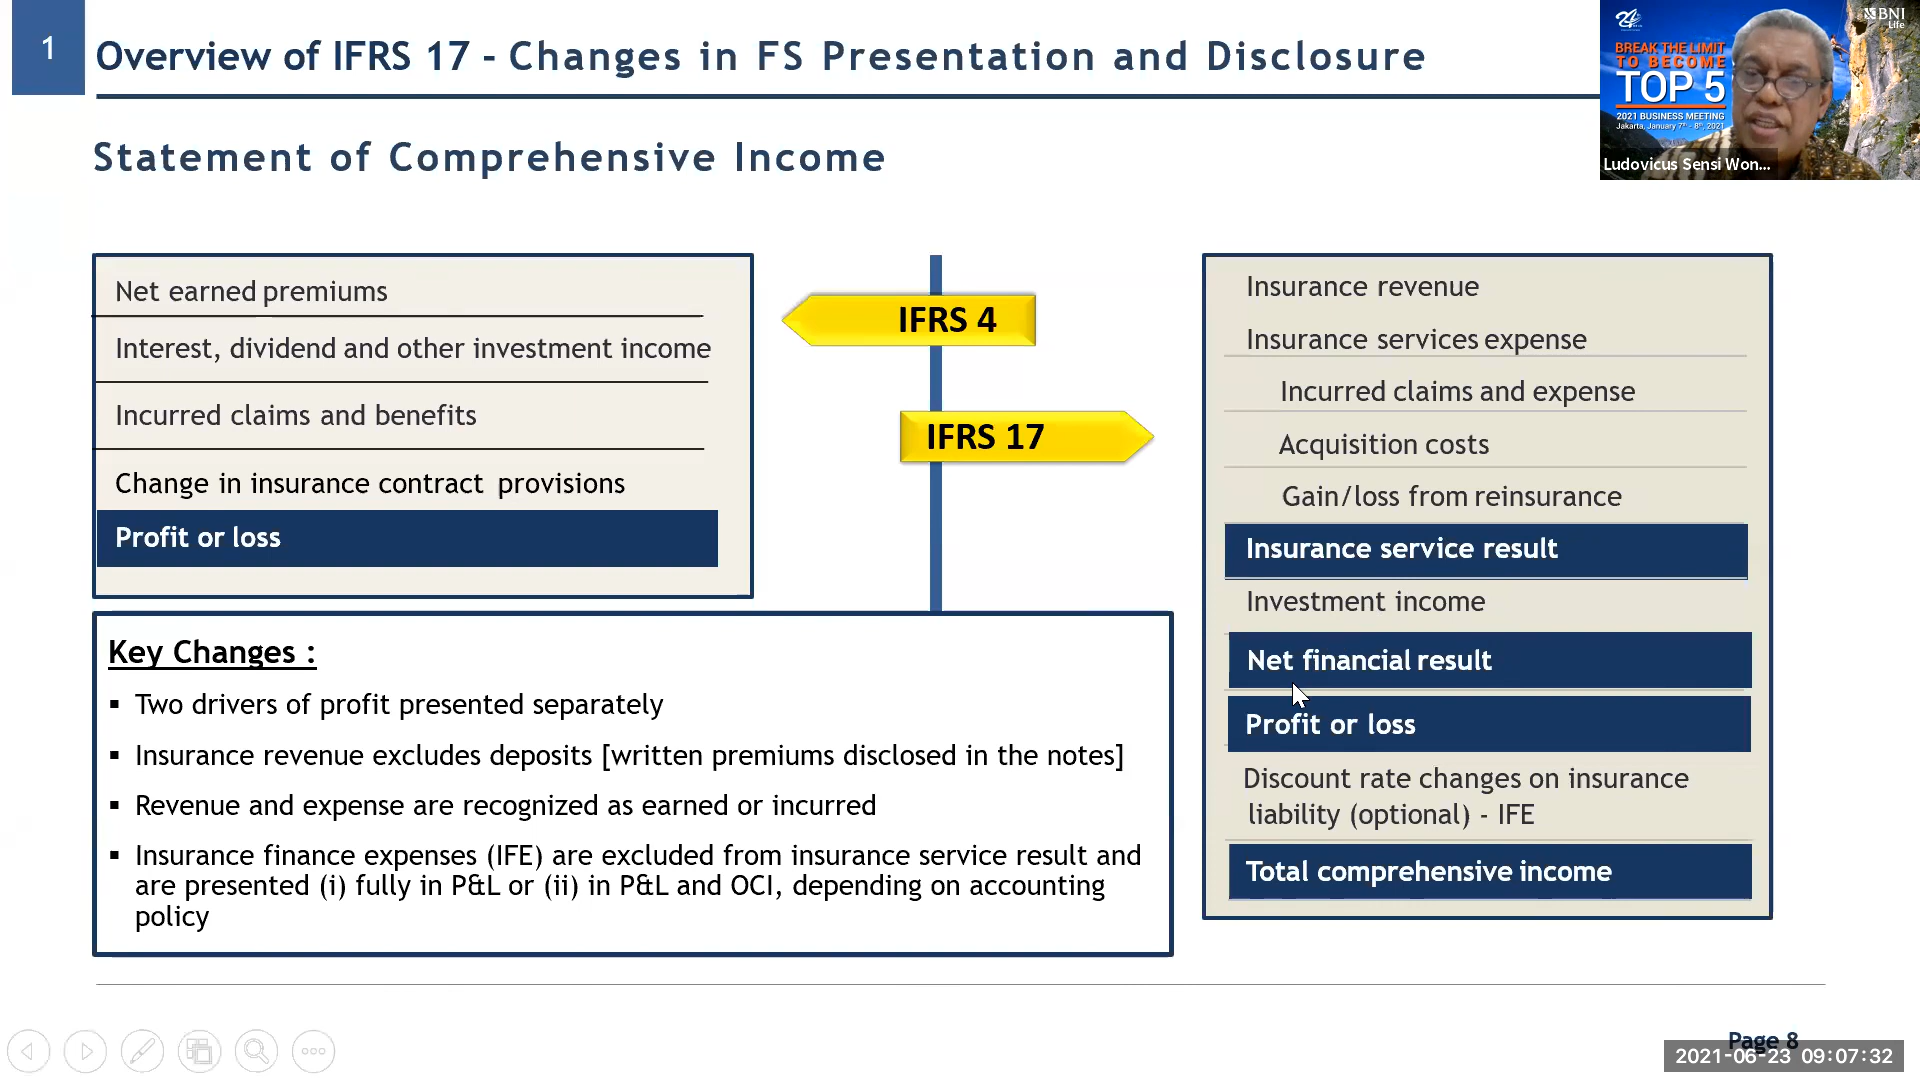 1
Overview of IFRS 17 - Changes in FS Presentation and Disclosure
Statement of Comprehensive Income
BREAK THE LIMIT
TO BECOME
TOP 5
2021 BUSINESS MEETING
Jakarta, January 7th - 8th, 2021
BNI
Life
Ludovicus Sensi Won...
Net earned premiums
Interest, dividend and other investment income
Incurred claims and benefits
Change in insurance contract provisions
Profit or loss
IFRS 4
IFRS 17
Insurance revenue
Insurance services expense
Incurred claims and expense
Acquisition costs
Gain/loss from reinsurance
Insurance service result
Investment income
Net financial result
Profit or loss
Discount rate changes on insurance
liability (optional) - IFE
Total comprehensive income
Key Changes :
▪ Two drivers of profit presented separately
▪ Insurance revenue excludes deposits [written premiums disclosed in the notes]
▪ Revenue and expense are recognized as earned or incurred
▪ Insurance finance expenses (IFE) are excluded from insurance service result and
are presented (i) fully in P&L or (ii) in P&L and OCI, depending on accounting
policy
Page 8
2021-06-23 09:07:32